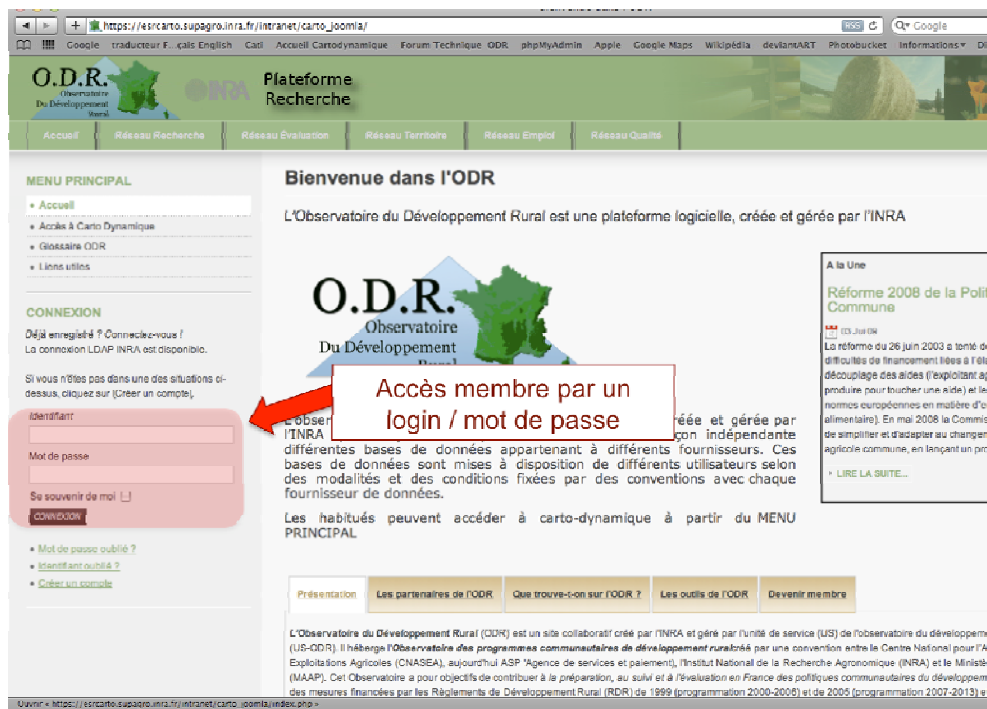 https://esrcarto.supagro.inra.fr/intranet/carto_joomla/
RSS
Google
Google traducteur F...çais English Cati Accueil Cartodynamique Forum Technique ODR phpMyAdmin Apple Google Maps Wikipédia deviantART Photobucket Informations
O.D.R.
Observatoire
Du Développement
Rural
INRA
Plateforme
Recherche
Accueil Réseau Recherche Réseau Évaluation Réseau Territoire Réseau Emploi Réseau Qualité
MENU PRINCIPAL
Accueil
Accès à Carto Dynamique
Glossaire ODR
Liens utiles
CONNEXION
Déjà enregistré ? Connectez-vous !
La connexion LDAP INRA est disponible.
Si vous n'êtes pas dans une des situations ci-
dessus, cliquez sur [Créer un compte].
Identifiant
Mot de passe
Se souvenir de moi
CONNEXION
Mot de passe oublié ?
Identifiant oublié ?
Créer un compte
Bienvenue dans l'ODR
L'Observatoire du Développement Rural est une plateforme logicielle, créée et gérée par l'INRA
O.D.R.
Observatoire
Du Développement
Rural
Accès membre par un
login / mot de passe
L'obser créée et gérée par
l'INRA çon indépendante
différentes bases de données appartenant à différents fournisseurs. Ces
bases de données sont mises à disposition de différents utilisateurs selon
des modalités et des conditions fixées par des conventions avec chaque
fournisseur de données.
Les habitués peuvent accéder à carto-dynamique à partir du MENU
PRINCIPAL
A la Une
Réforme 2008 de la Polit
Commune
La réforme du 26 juin 2003 a tenté de
difficultés de financement liées à l'éla
découplage des aides (l'exploitant ag
produire pour toucher une aide) et les
normes européennes en matière d'e
alimentaire). En mai 2008 la Commis
de simplifier et d'adapter au changem
agricole commune, en lançant un pro
LIRE LA SUITE...
Présentation Les partenaires de l'ODR Que trouve-t-on sur l'ODR ? Les outils de l'ODR Devenir membre
L'Observatoire du Développement Rural (ODR) est un site collaboratif créé par l'INRA et géré par l'unité de service (US) de l'observatoire du développeme
(US-ODR). Il héberge l'Observatoire des programmes communautaires de développement rural créé par une convention entre le Centre National pour l'A
Exploitations Agricoles (CNASEA), aujourd'hui ASP "Agence de services et paiement), l'Institut National de la Recherche Agronomique (INRA) et le Ministè
(MAAP). Cet Observatoire a pour objectifs de contribuer à la préparation, au suivi et à l'évaluation en France des politiques communautaires du développem
des mesures financées par les Règlements de Développement Rural (RDR) de 1999 (programmation 2000-2006) et de 2005 (programmation 2007-2013) e
Ouvrir « https://esrcarto.supagro.inra.fr/intranet/carto_joomla/index.php »